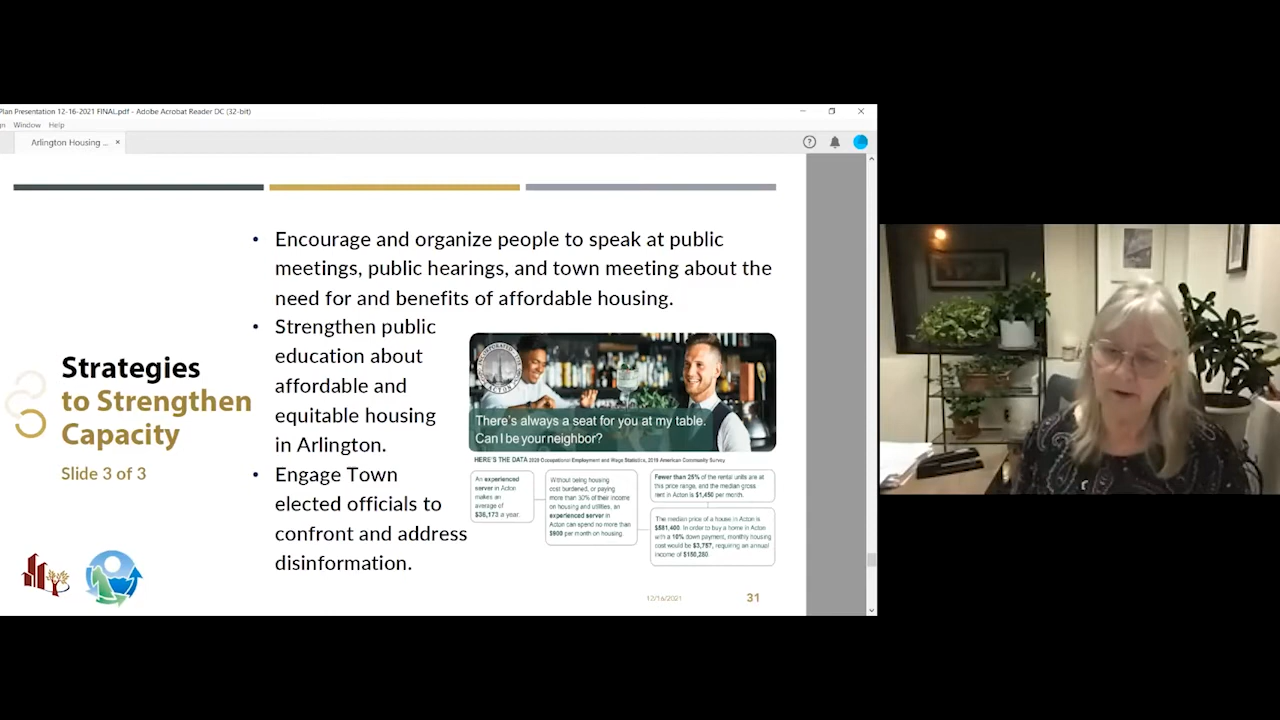 Plan Presentation 12-16-2021 FINAL.pdf - Adobe Acrobat Reader DC (32-bit)
gn Window Help
Arlington Housing ... ×
Strategies
to Strengthen
Capacity
Slide 3 of 3
• Encourage and organize people to speak at public
meetings, public hearings, and town meeting about the
need for and benefits of affordable housing.
• Strengthen public
education about
affordable and
equitable housing
in Arlington.
• Engage Town
elected officials to
confront and address
disinformation.
ACTON
There's always a seat for you at my table.
Can I be your neighbor?
HERE'S THE DATA 2020 Occupational Employment and Wage Statistics, 2019 American Community Survey
An experienced
server in Acton
makes an
average of
$36,173 a year.
Without being housing
cost burdened, or paying
more than 30% of their income
on housing and utilities, an
experienced server in
Acton can spend no more than
$900 per month on housing.
Fewer than 25% of the rental units are at
this price range, and the median gross
rent in Acton is $1,450 per month.
The median price of a house in Acton is
$581,400. In order to buy a home in Acton
with a 10% down payment, monthly housing
cost would be $3,757, requiring an annual
income of $150,280.
12/16/2021
31